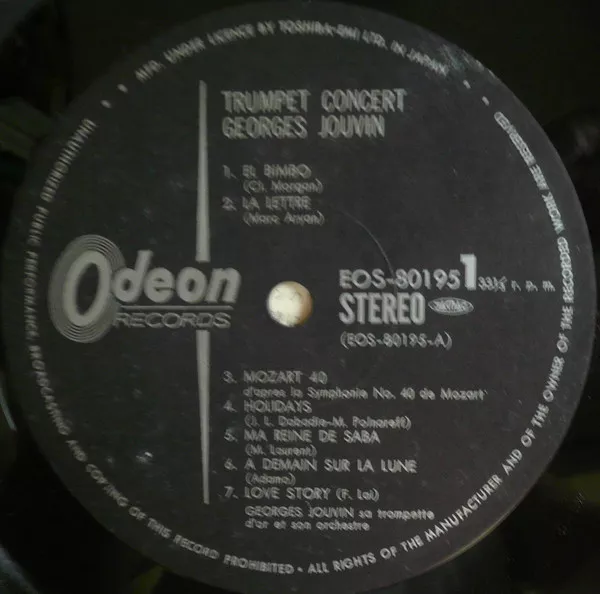 MFD. UNDER LICENCE BY TOSHIBA-EMI LTD. IN JAPAN
TRUMPET CONCERT
GEORGES JOUVIN
1. EL BIMBO
(Cl. Morgan)
2. LA LETTRE
(Marc Aryan)
Odeon
RECORDS
EOS-80195 1 33⅓ r. p. m.
STEREO
(EOS-80195-A)
3. MOZART 40
d'apres la Symphonie No. 40 de Mozart
4. HOLIDAYS
(J. L. Dabadie-M. Polnareff)
5. MA REINE DE SABA
(M. Laurent)
6. A DEMAIN SUR LA LUNE
(Adamo)
7. LOVE STORY (F. Lai)
GEORGES JOUVIN sa trompette
d'or et son orchestre
UNAUTHORIZED PUBLIC PERFORMANCE BROADCASTING AND COPYING OF THIS RECORD PROHIBITED • ALL RIGHTS OF THE MANUFACTURER AND OF THE OWNER OF THE RECORDED WORK ARE RESERVED